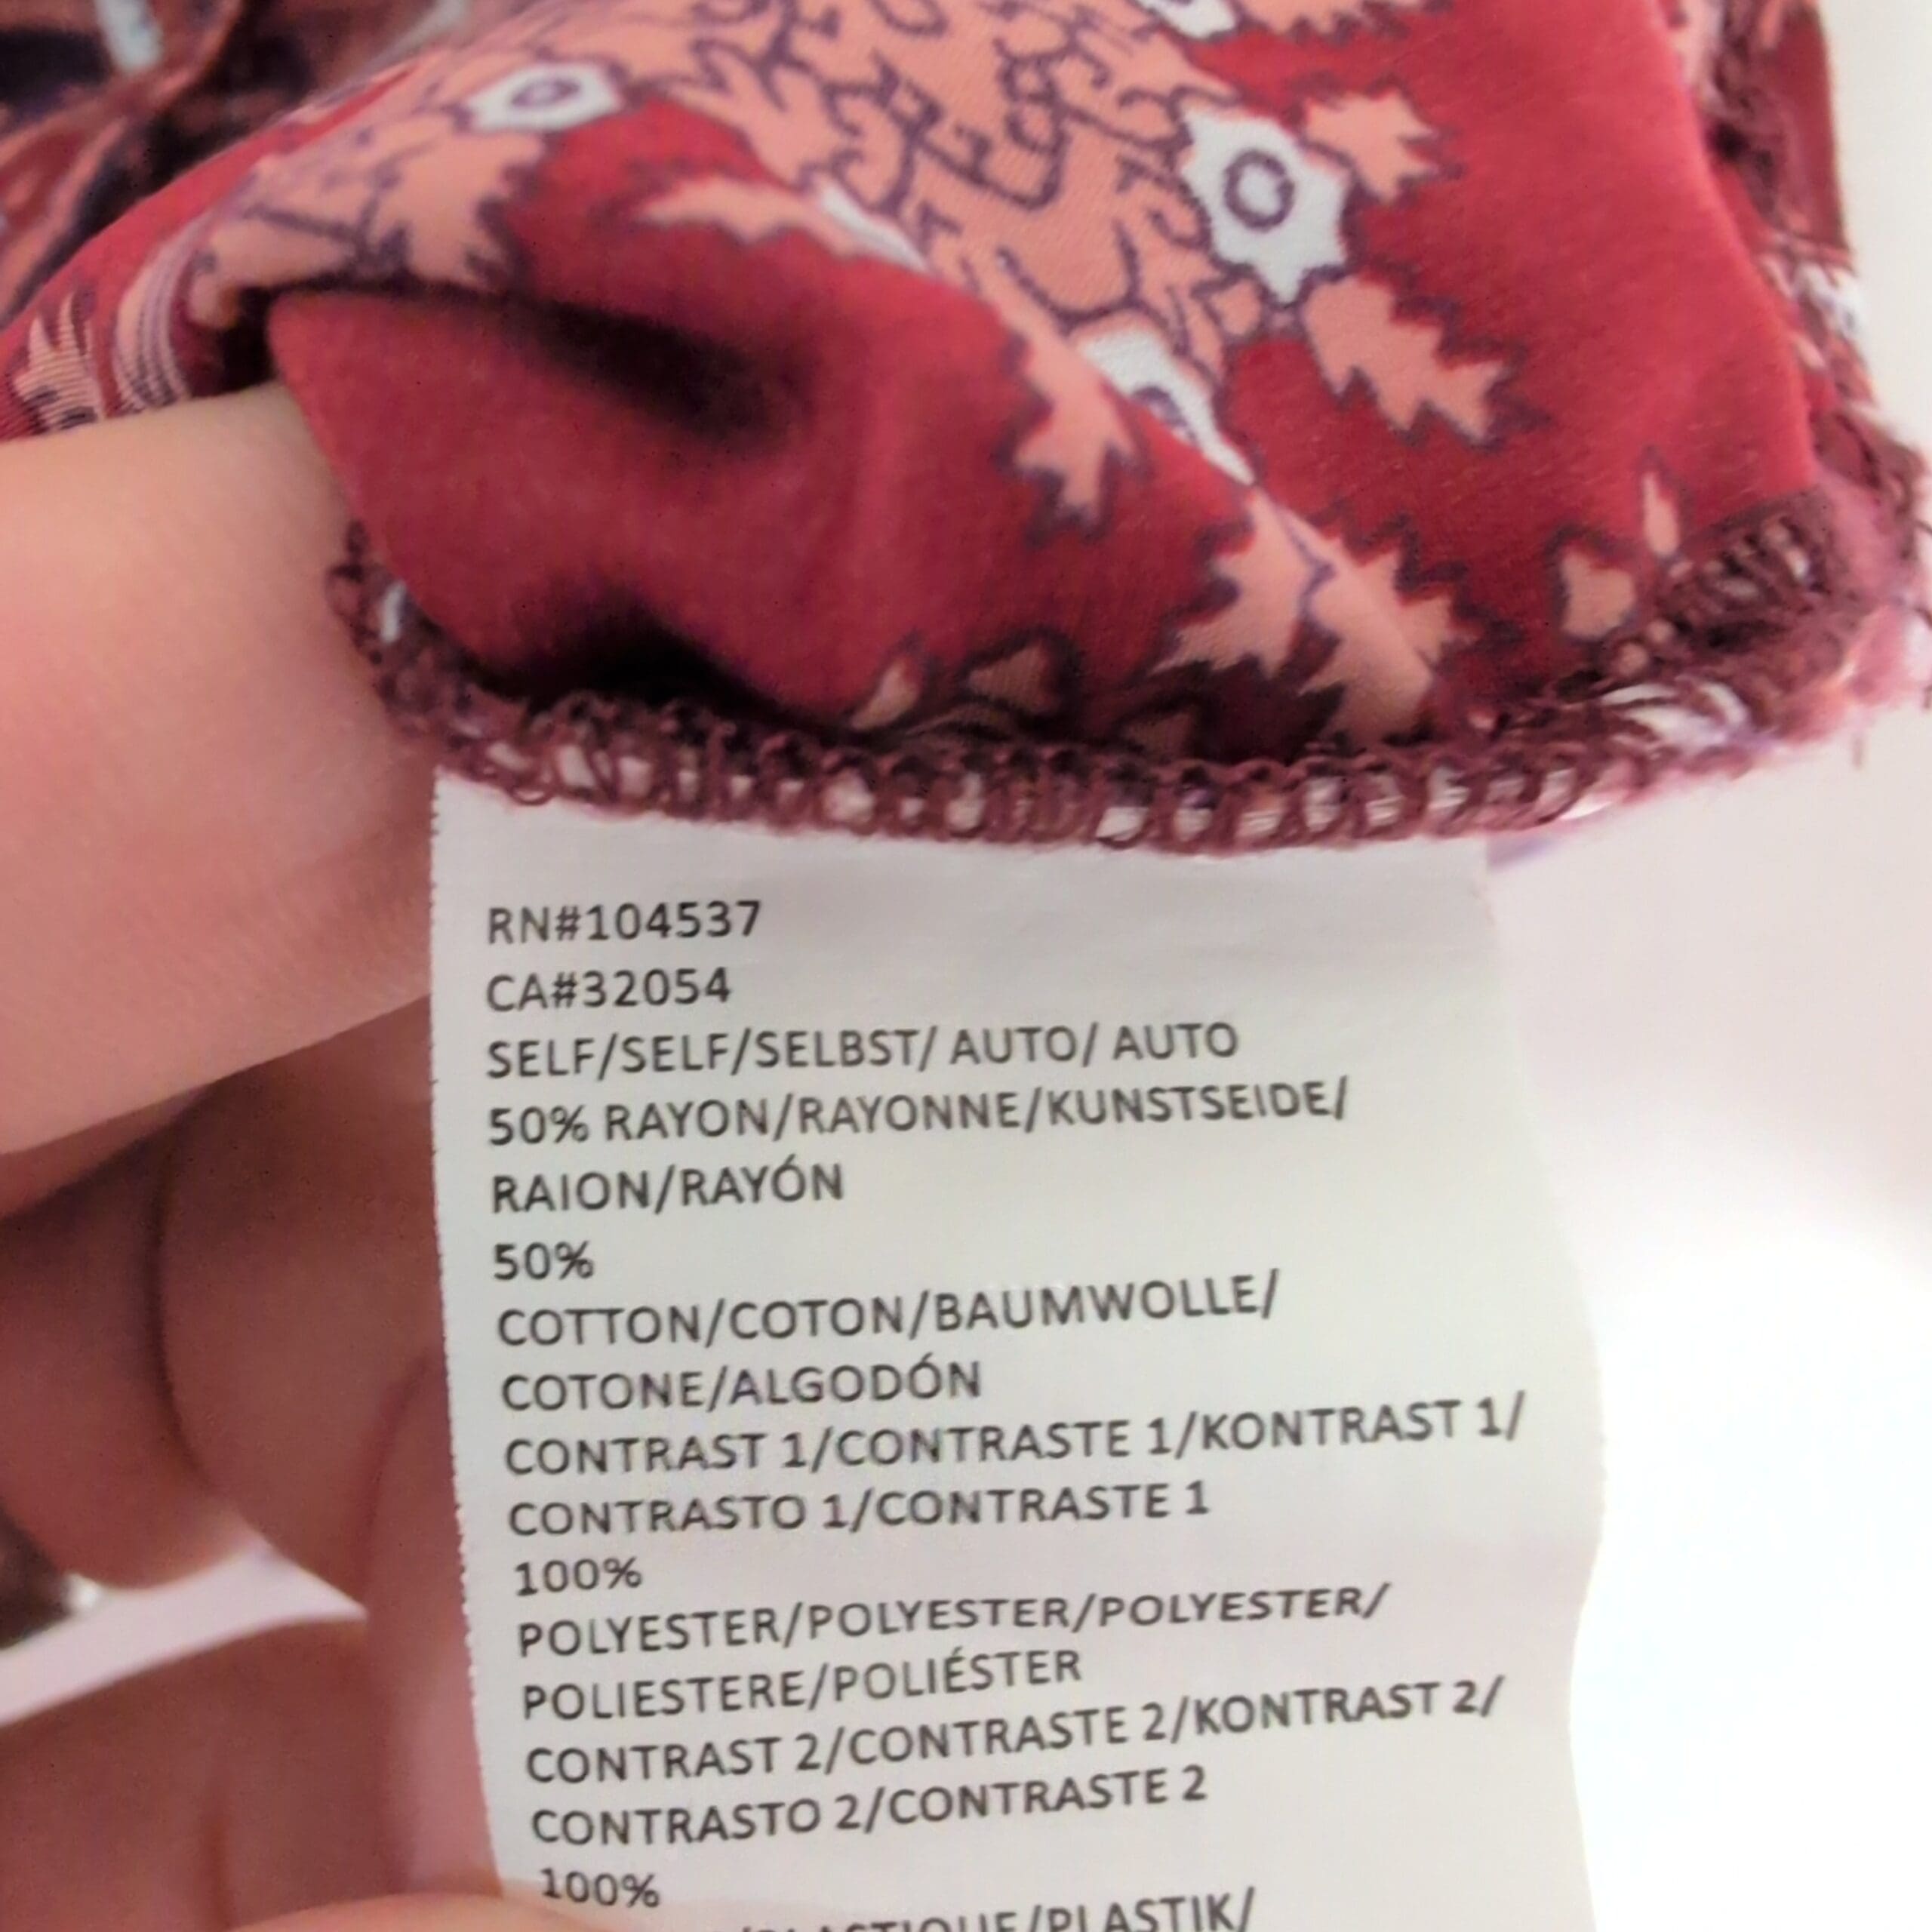 RN#104537
CA#32054
SELF/SELF/SELBST/ AUTO/ AUTO
50% RAYON/RAYONNE/KUNSTSEIDE/
RAION/RAYÓN
50%
COTTON/COTON/BAUMWOLLE/
COTONE/ALGODÓN
CONTRAST 1/CONTRASTE 1/KONTRAST 1/
CONTRASTO 1/CONTRASTE 1
100%
POLYESTER/POLYESTER/POLYESTER/
POLIESTERE/POLIÉSTER
CONTRAST 2/CONTRASTE 2/KONTRAST 2/
CONTRASTO 2/CONTRASTE 2
100%
/PLASTIQUE/PLASTIK/